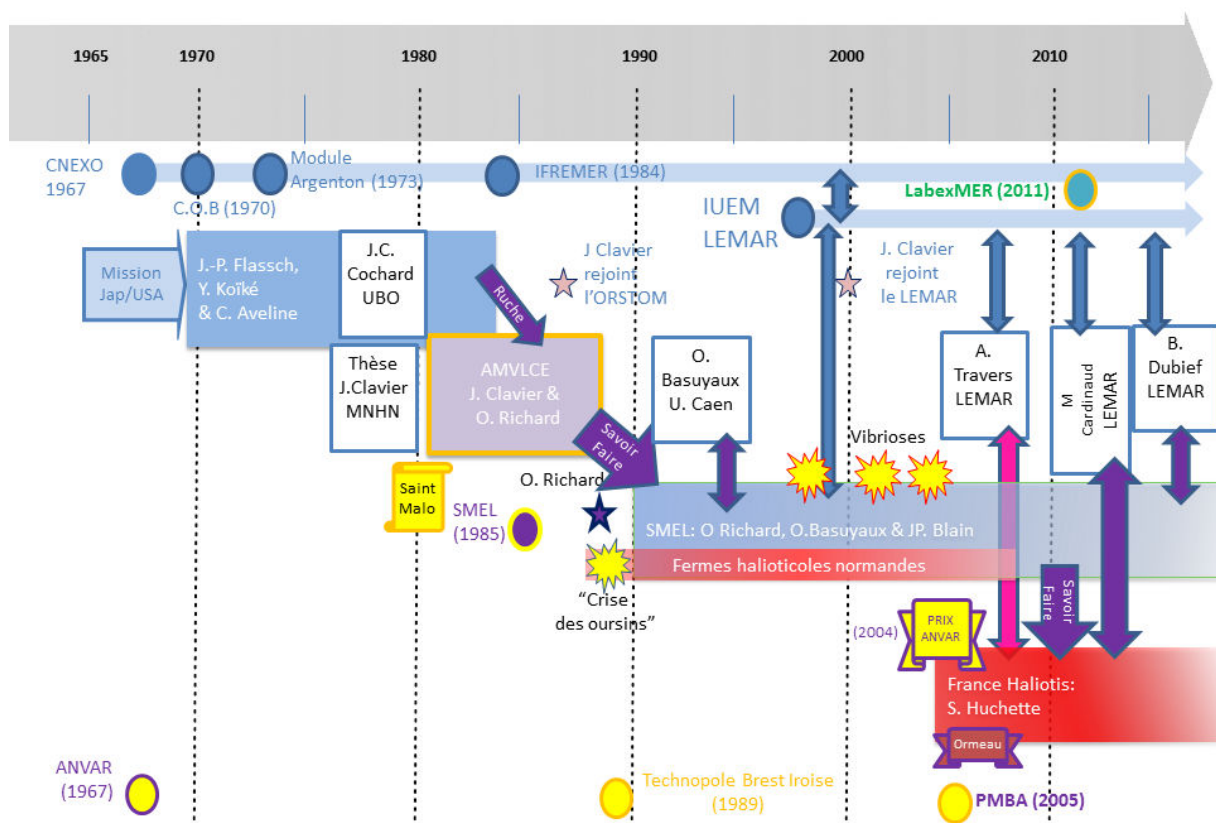 1965
1970
1980
1990
2000
2010
CNEXO
1967
C.O.B (1970)
Module
Argenton (1973)
IFREMER (1984)
LabexMER (2011)
IUEM
LEMAR
Mission
Jap/USA
J.-P. Flassch,
Y. Koïké
& C. Aveline
J.C.
Cochard
UBO
Ruche
J Clavier
rejoint
l’ORSTOM
J. Clavier
rejoint
le LEMAR
Thèse
J.Clavier
MNHN
AMVLCE
J. Clavier &
O. Richard
Savoir
Faire
O.
Basuyaux
U. Caen
A.
Travers
LEMAR
M
Cardinaud
LEMAR
B.
Dubief
LEMAR
Vibrioses
Saint
Malo
SMEL
(1985)
O. Richard
SMEL: O Richard, O.Basuyaux & JP. Blain
Fermes halioticoles normandes
“Crise
des oursins”
Savoir
Faire
(2004)
PRIX
ANVAR
France Haliotis:
S. Huchette
Ormeau
ANVAR
(1967)
Technopole Brest Iroise
(1989)
PMBA (2005)